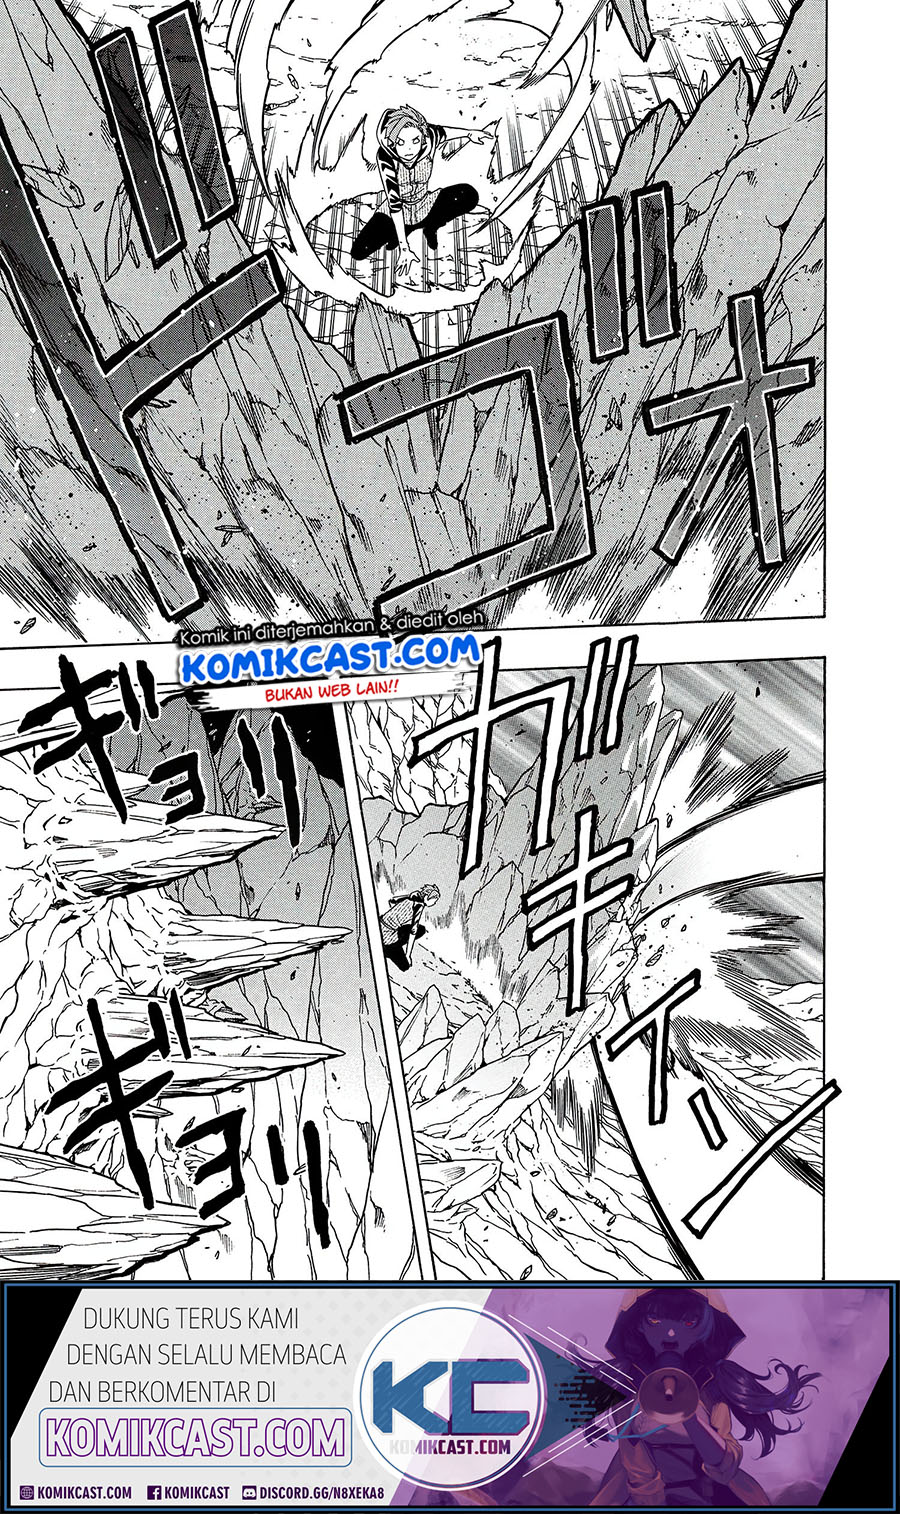 ドゴオ
Komik ini diterjemahkan & diedit oleh
KOMIKCAST.COM
BUKAN WEB LAIN!!
ガキイン
ギョリ
ギョリ
DUKUNG TERUS KAMI
DENGAN SELALU MEMBACA
DAN BERKOMENTAR DI
KOMIKCAST.COM
KC
KOMIKCAST.COM
KOMIKCAST.COM KOMIKCAST DISCORD.GG/N8XEKA8